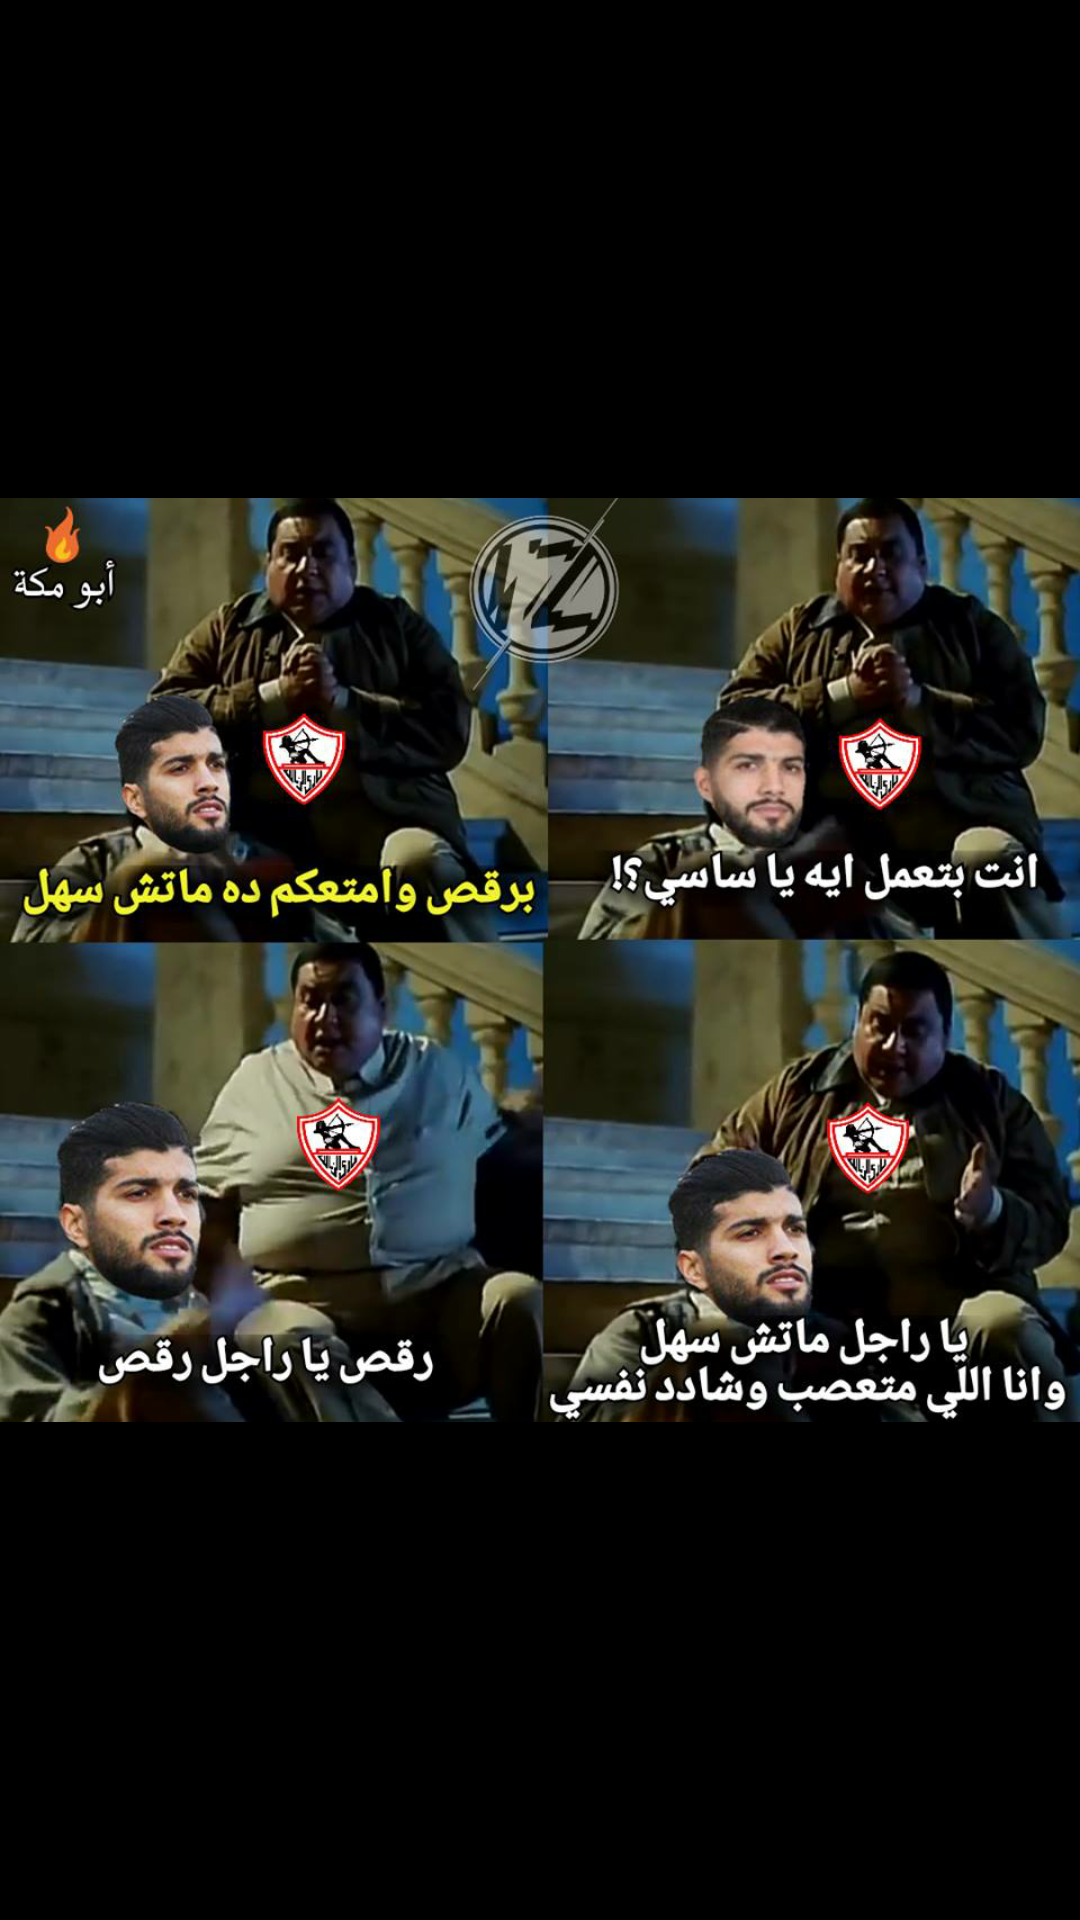 أبو مكة
انت بتعمل ايه يا ساسي؟!
برقص وامتعكم ده ماتش سهل
يا راجل ماتش سهل
وانا اللي متعصب وشادد نفسي
رقص يا راجل رقص